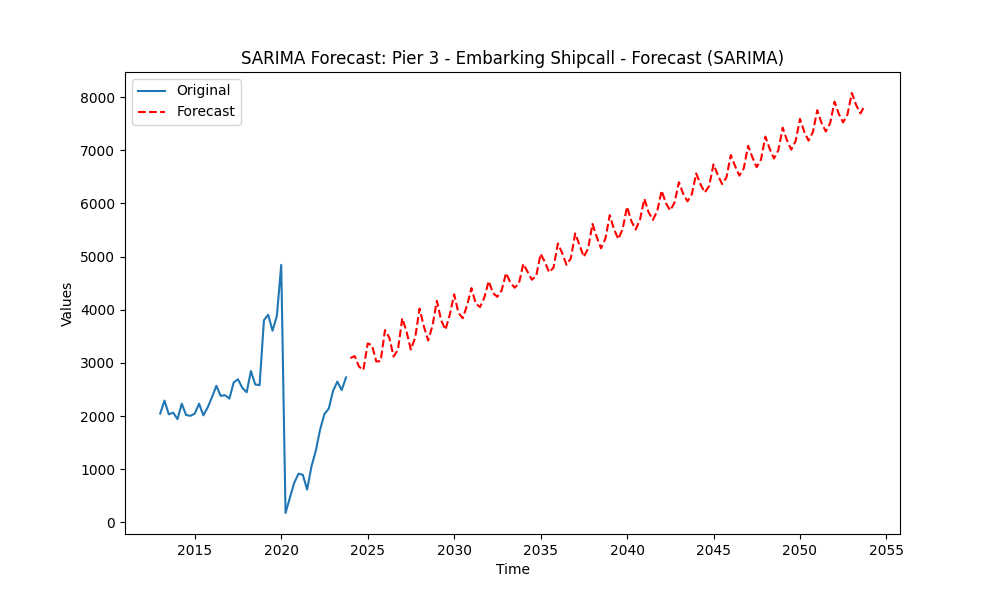 SARIMA Forecast: Pier 3 - Embarking Shipcall - Forecast (SARIMA)
Original
Forecast
8000
7000
6000
5000
4000
3000
2000
1000
0
Values
2015 2020 2025 2030 2035 2040 2045 2050 2055
Time